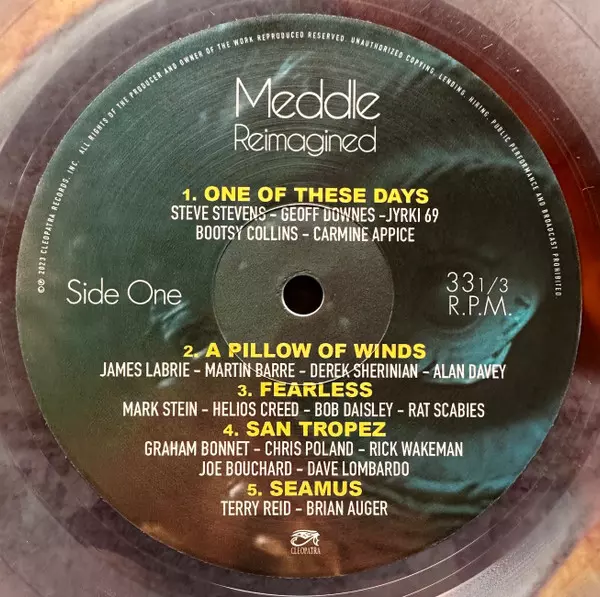 ℗© 2023 CLEOPATRA RECORDS, INC. ALL RIGHTS OF THE PRODUCER AND OWNER OF THE WORK REPRODUCED RESERVED. UNAUTHORIZED COPYING, LENDING, HIRING, PUBLIC PERFORMANCE AND BROADCAST PROHIBITED.
Meddle
Reimagined
1. ONE OF THESE DAYS
STEVE STEVENS – GEOFF DOWNES –JYRKI 69
BOOTSY COLLINS – CARMINE APPICE
Side One
33 1/3
R.P.M.
2. A PILLOW OF WINDS
JAMES LABRIE – MARTIN BARRE – DEREK SHERINIAN – ALAN DAVEY
3. FEARLESS
MARK STEIN – HELIOS CREED – BOB DAISLEY – RAT SCABIES
4. SAN TROPEZ
GRAHAM BONNET – CHRIS POLAND – RICK WAKEMAN
JOE BOUCHARD – DAVE LOMBARDO
5. SEAMUS
TERRY REID – BRIAN AUGER
CLEOPATRA